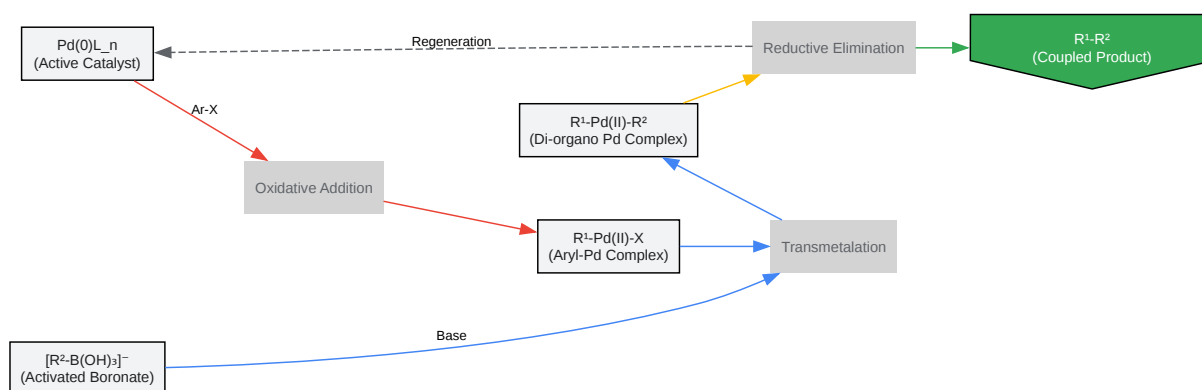 Pd(0)L_n
(Active Catalyst)
Regeneration
Reductive Elimination
R¹-R²
(Coupled Product)
Ar-X
R¹-Pd(II)-R²
(Di-organo Pd Complex)
Oxidative Addition
R¹-Pd(II)-X
(Aryl-Pd Complex)
Transmetalation
Base
[R²-B(OH)₃]⁻
(Activated Boronate)